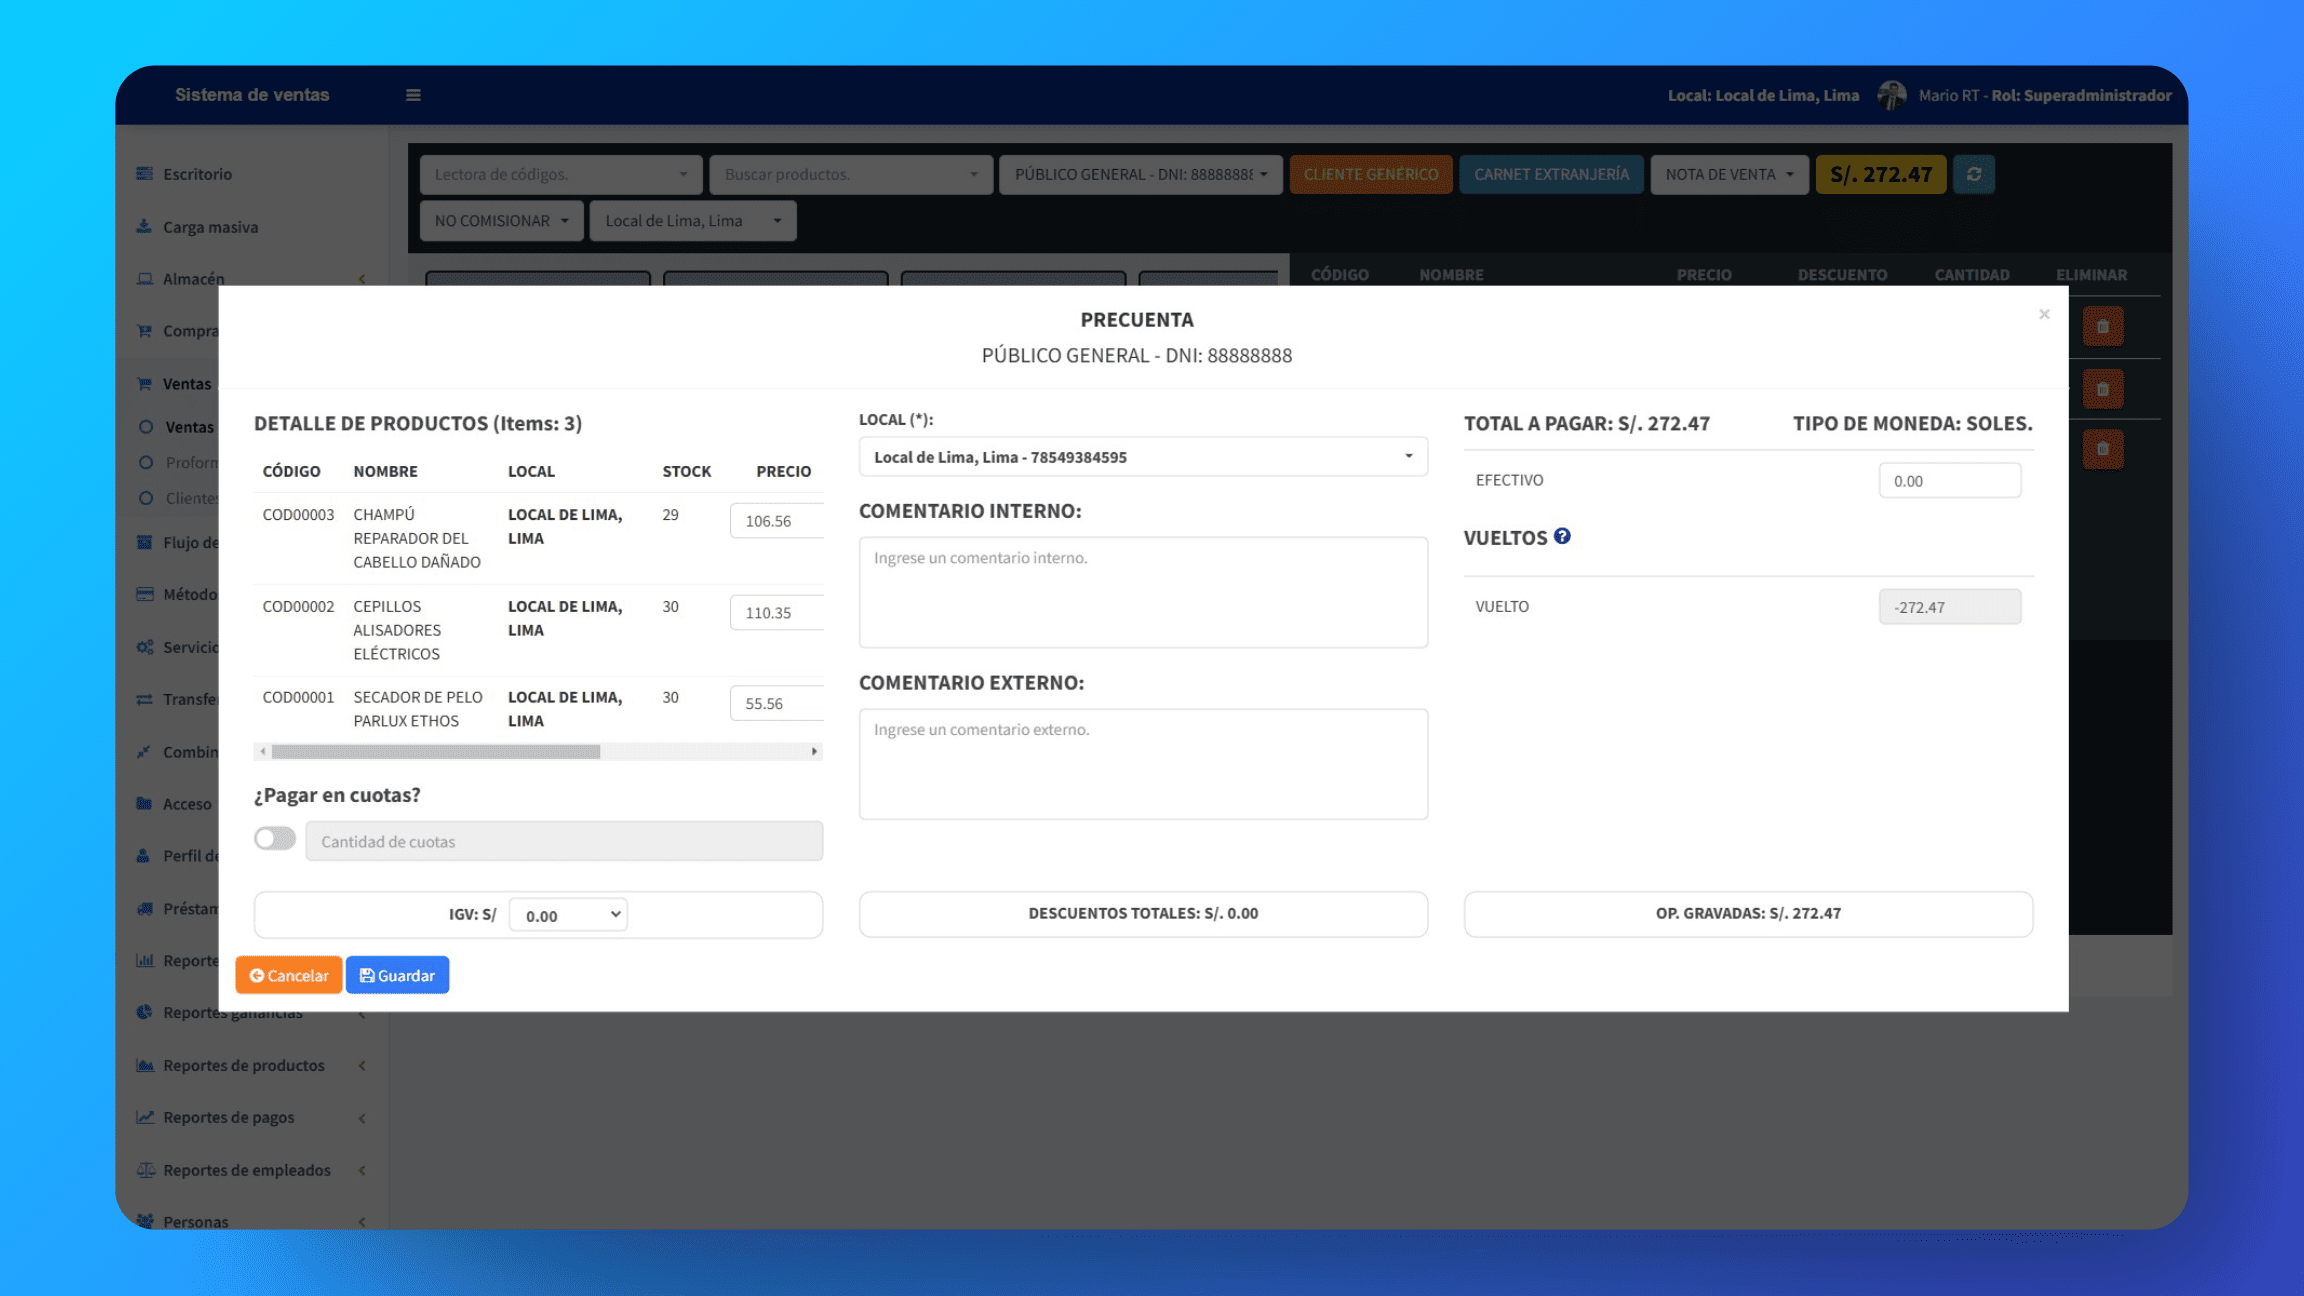 Sistema de ventas
Local: Local de Lima, Lima
Mario RT - Rol: Superadministrador
Escritorio
Carga masiva
Almacén
Compra
Ventas
Ventas
Proforn
Clientes
Flujo de
Método
Servicio
Transfer
Combin
Acceso
Perfil de
Préstam
Reporte
Reportes ganancias
Reportes de productos
Reportes de pagos
Reportes de empleados
Personas
Lectora de códigos.
Buscar productos.
PÚBLICO GENERAL - DNI: 88888888
CLIENTE GENÉRICO
CARNET EXTRANJERÍA
NOTA DE VENTA
S/. 272.47
NO COMISIONAR
Local de Lima, Lima
CÓDIGO NOMBRE PRECIO DESCUENTO CANTIDAD ELIMINAR
PRECUENTA
×
PÚBLICO GENERAL - DNI: 88888888
DETALLE DE PRODUCTOS (Items: 3)
CÓDIGO NOMBRE LOCAL STOCK PRECIO
COD00003 CHAMPÚ LOCAL DE LIMA, 29 106.56
REPARADOR DEL LIMA
CABELLO DAÑADO
COD00002 CEPILLOS LOCAL DE LIMA, 30 110.35
ALISADORES LIMA
ELÉCTRICOS
COD00001 SECADOR DE PELO LOCAL DE LIMA, 30 55.56
PARLUX ETHOS LIMA
¿Pagar en cuotas?
Cantidad de cuotas
LOCAL (*):
Local de Lima, Lima - 78549384595
COMENTARIO INTERNO:
Ingrese un comentario interno.
COMENTARIO EXTERNO:
Ingrese un comentario externo.
TOTAL A PAGAR: S/. 272.47 TIPO DE MONEDA: SOLES.
EFECTIVO 0.00
VUELTOS ?
VUELTO -272.47
IGV: S/ 0.00
DESCUENTOS TOTALES: S/. 0.00
OP. GRAVADAS: S/. 272.47
Cancelar
Guardar